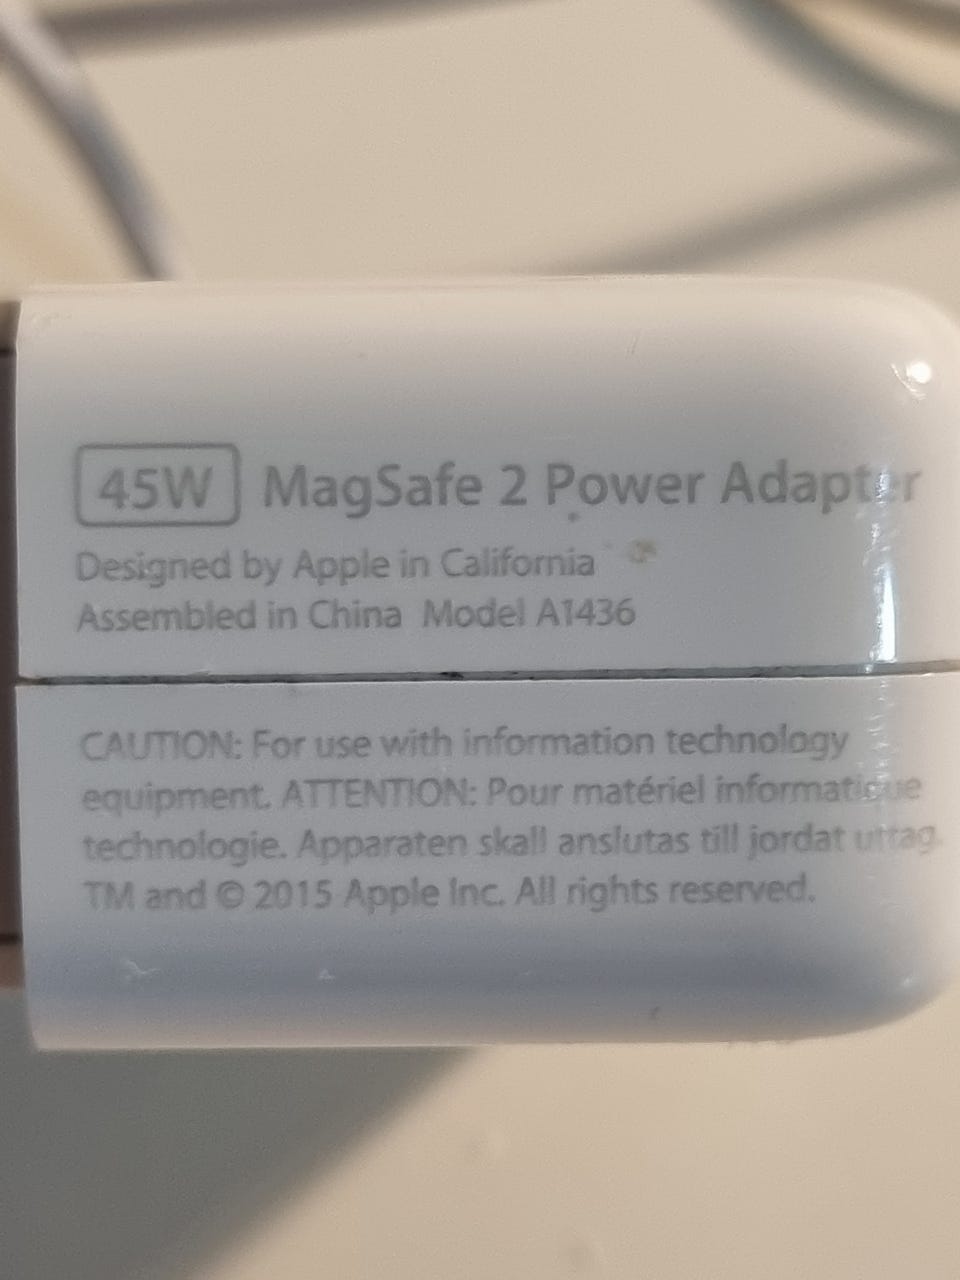 45W MagSafe 2 Power Adapter
Designed by Apple in California
Assembled in China Model A1436
CAUTION: For use with information technology
equipment. ATTENTION: Pour matériel informatique
technologie. Apparaten skall anslutas till jordat uttag.
TM and © 2015 Apple Inc. All rights reserved.